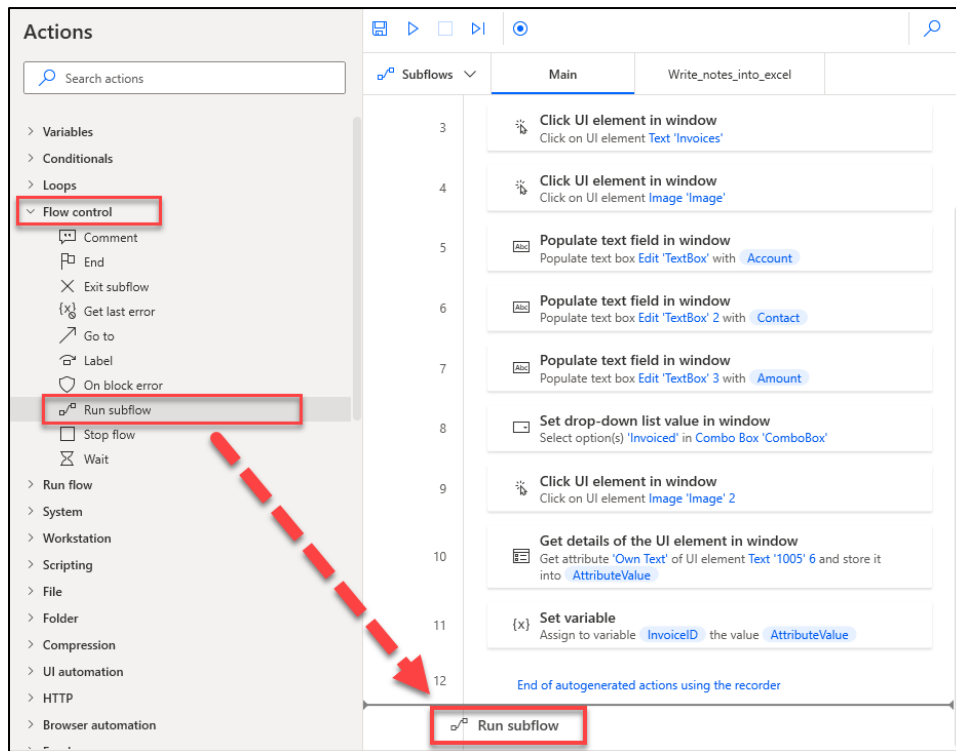 Actions
Search actions
Variables
Conditionals
Loops
Flow control
Comment
End
Exit subflow
Get last error
Go to
Label
On block error
Run subflow
Stop flow
Wait
Run flow
System
Workstation
Scripting
File
Folder
Compression
UI automation
HTTP
Browser automation
Subflows
Main
Write_notes_into_excel
3
Click UI element in window
Click on UI element Text 'Invoices'
4
Click UI element in window
Click on UI element Image 'Image'
5
Abc
Populate text field in window
Populate text box Edit 'TextBox' with Account
6
Abc
Populate text field in window
Populate text box Edit 'TextBox' 2 with Contact
7
Abc
Populate text field in window
Populate text box Edit 'TextBox' 3 with Amount
8
Set drop-down list value in window
Select option(s) 'Invoiced' in Combo Box 'ComboBox'
9
Click UI element in window
Click on UI element Image 'Image' 2
10
Get details of the UI element in window
Get attribute 'Own Text' of UI element Text '1005' 6 and store it
into AttributeValue
11
{x}
Set variable
Assign to variable InvoiceID the value AttributeValue
12
End of autogenerated actions using the recorder
Run subflow